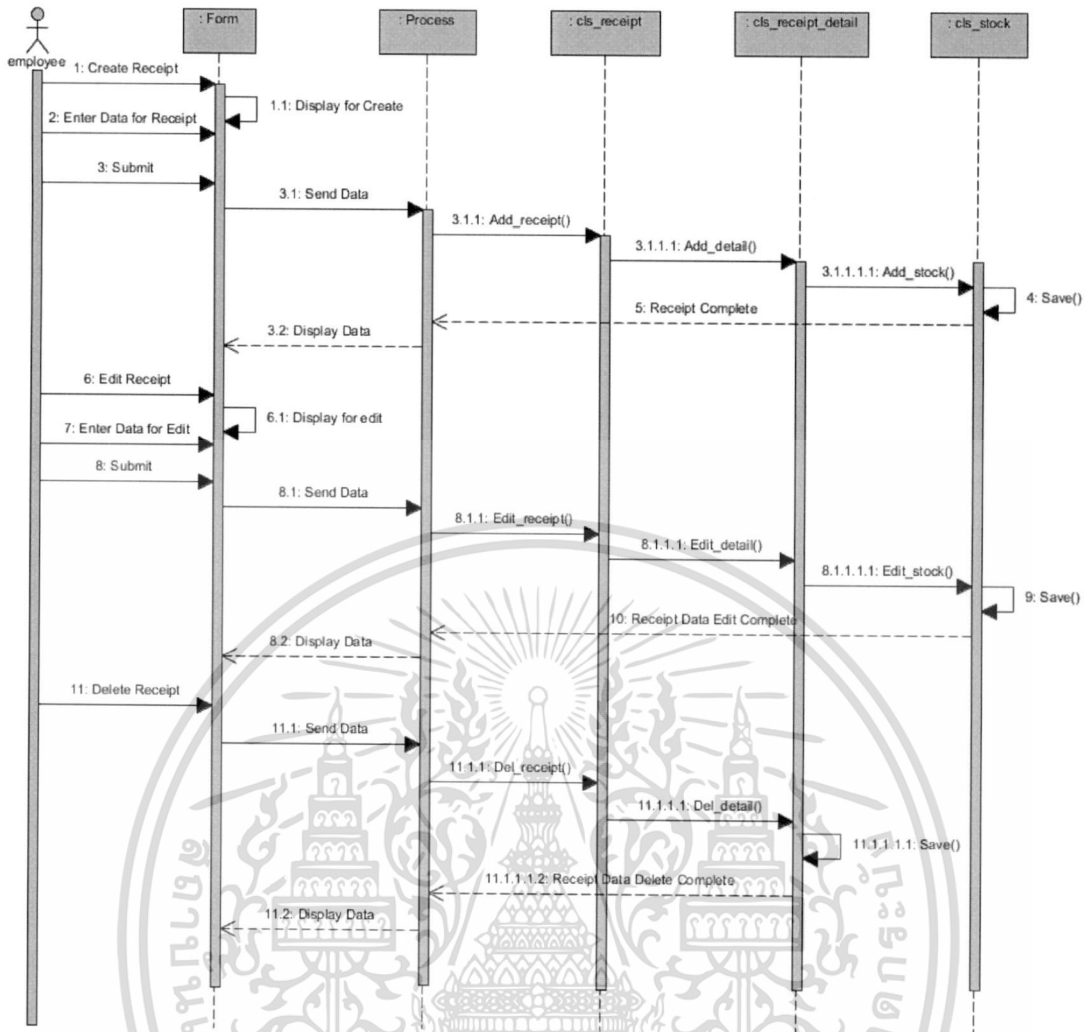 : Form
: Process
: cls_receipt
: cls_receipt_detail
: cls_stock
employee
1: Create Receipt
1.1: Display for Create
2: Enter Data for Receipt
3: Submit
3.1: Send Data
3.1.1: Add_receipt()
3.1.1.1: Add_detail()
3.1.1.1.1: Add_stock()
4: Save()
5: Receipt Complete
3.2: Display Data
6: Edit Receipt
6.1: Display for edit
7: Enter Data for Edit
8: Submit
8.1: Send Data
8.1.1: Edit_receipt()
8.1.1.1: Edit_detail()
8.1.1.1.1: Edit_stock()
9: Save()
10: Receipt Data Edit Complete
8.2: Display Data
11: Delete Receipt
11.1: Send Data
11.1.1: Del_receipt()
11.1.1.1: Del_detail()
11.1.1.1.1: Save()
11.1.1.1.2: Receipt Data Delete Complete
11.2: Display Data